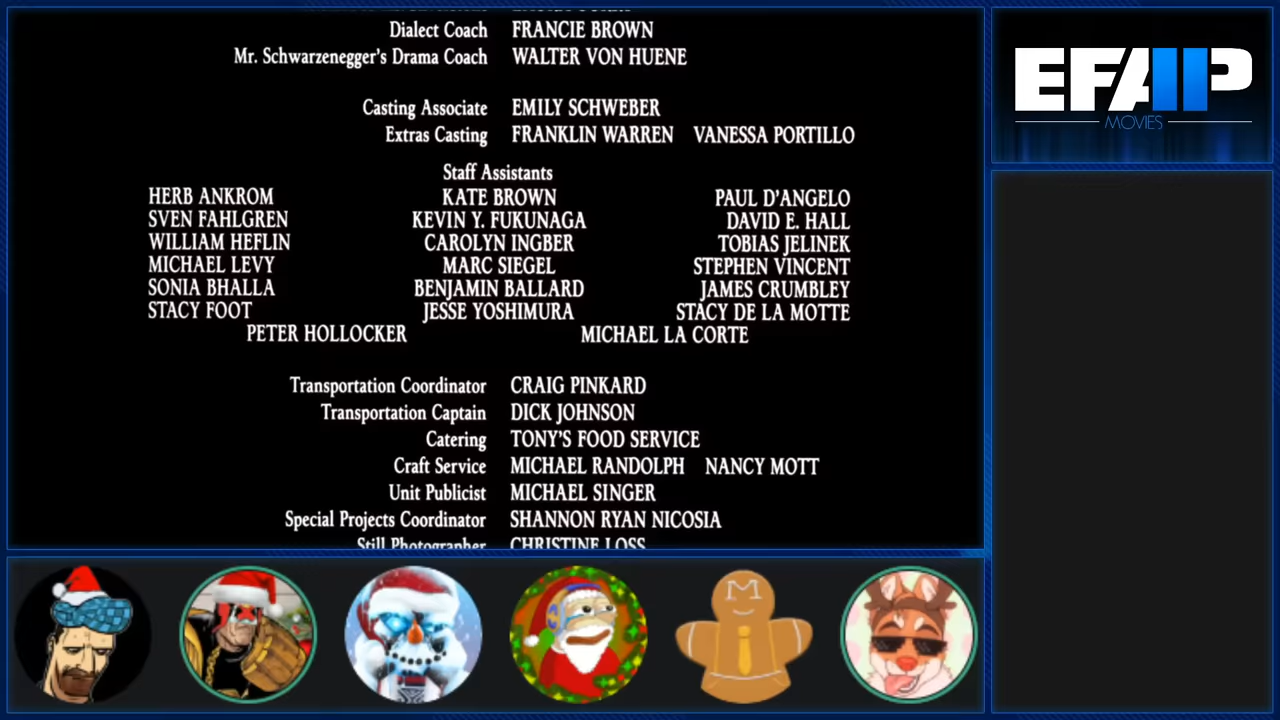 Dialect Coach FRANCIE BROWN
Mr. Schwarzenegger's Drama Coach WALTER VON HUENE
Casting Associate EMILY SCHWEBER
Extras Casting FRANKLIN WARREN VANESSA PORTILLO
Staff Assistants
HERB ANKROM KATE BROWN PAUL D'ANGELO
SVEN FAHLGREN KEVIN Y. FUKUNAGA DAVID E. HALL
WILLIAM HEFLIN CAROLYN INGBER TOBIAS JELINEK
MICHAEL LEVY MARC SIEGEL STEPHEN VINCENT
SONIA BHALLA BENJAMIN BALLARD JAMES CRUMBLEY
STACY FOOT JESSE YOSHIMURA STACY DE LA MOTTE
PETER HOLLOCKER MICHAEL LA CORTE
Transportation Coordinator CRAIG PINKARD
Transportation Captain DICK JOHNSON
Catering TONY'S FOOD SERVICE
Craft Service MICHAEL RANDOLPH NANCY MOTT
Unit Publicist MICHAEL SINGER
Special Projects Coordinator SHANNON RYAN NICOSIA
Still Photographer CHRISTINE LOSS
EFAP
MOVIES
M